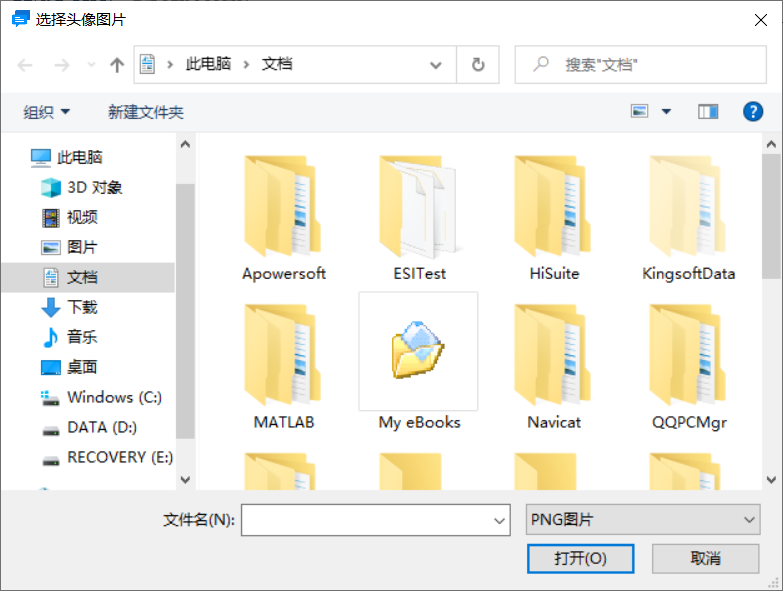 选择头像图片
此电脑 文档
搜索"文档"
组织 新建文件夹
此电脑
3D 对象
视频
图片
文档
下载
音乐
桌面
Windows (C:)
DATA (D:)
RECOVERY (E:)
Apowersoft ESITest HiSuite KingsoftData
MATLAB My eBooks Navicat QQPCMgr
文件名(N): PNG图片
打开(O) 取消